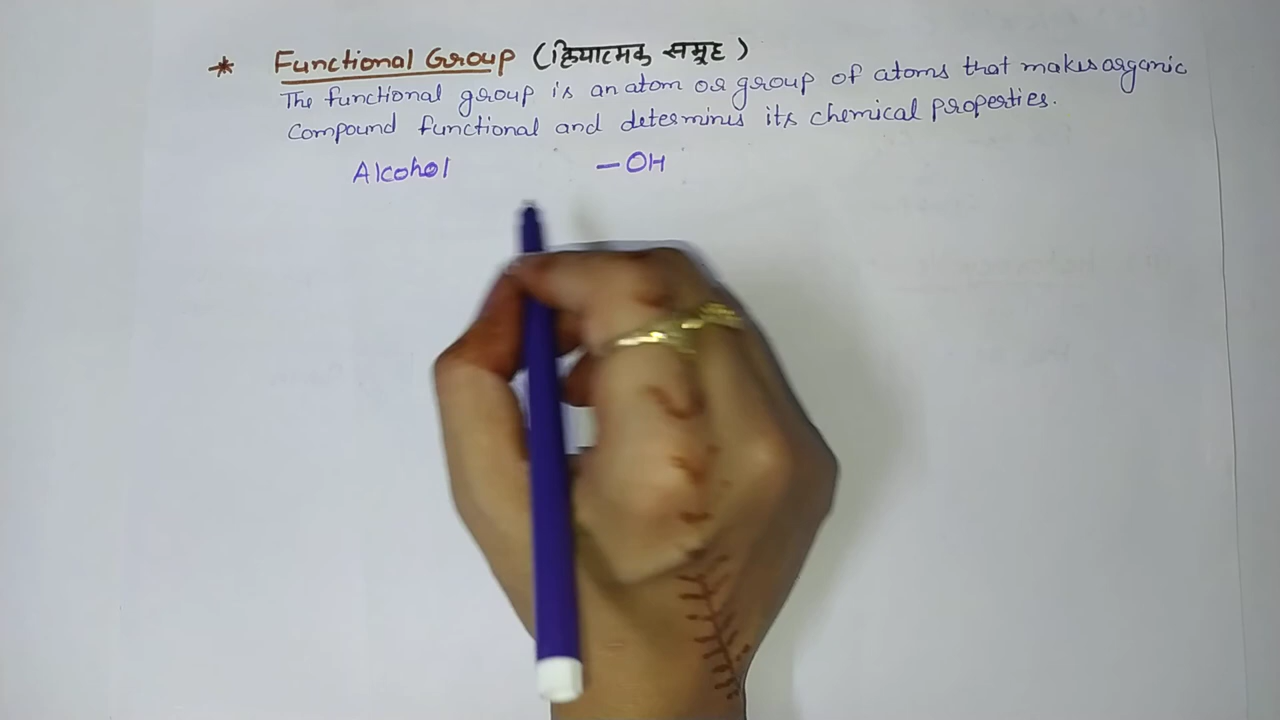 * Functional Group (क्रियात्मक समूह)
The functional group is an atom or group of atoms that makes organic
compound functional and determinis its chemical properties.
Alcohol -OH